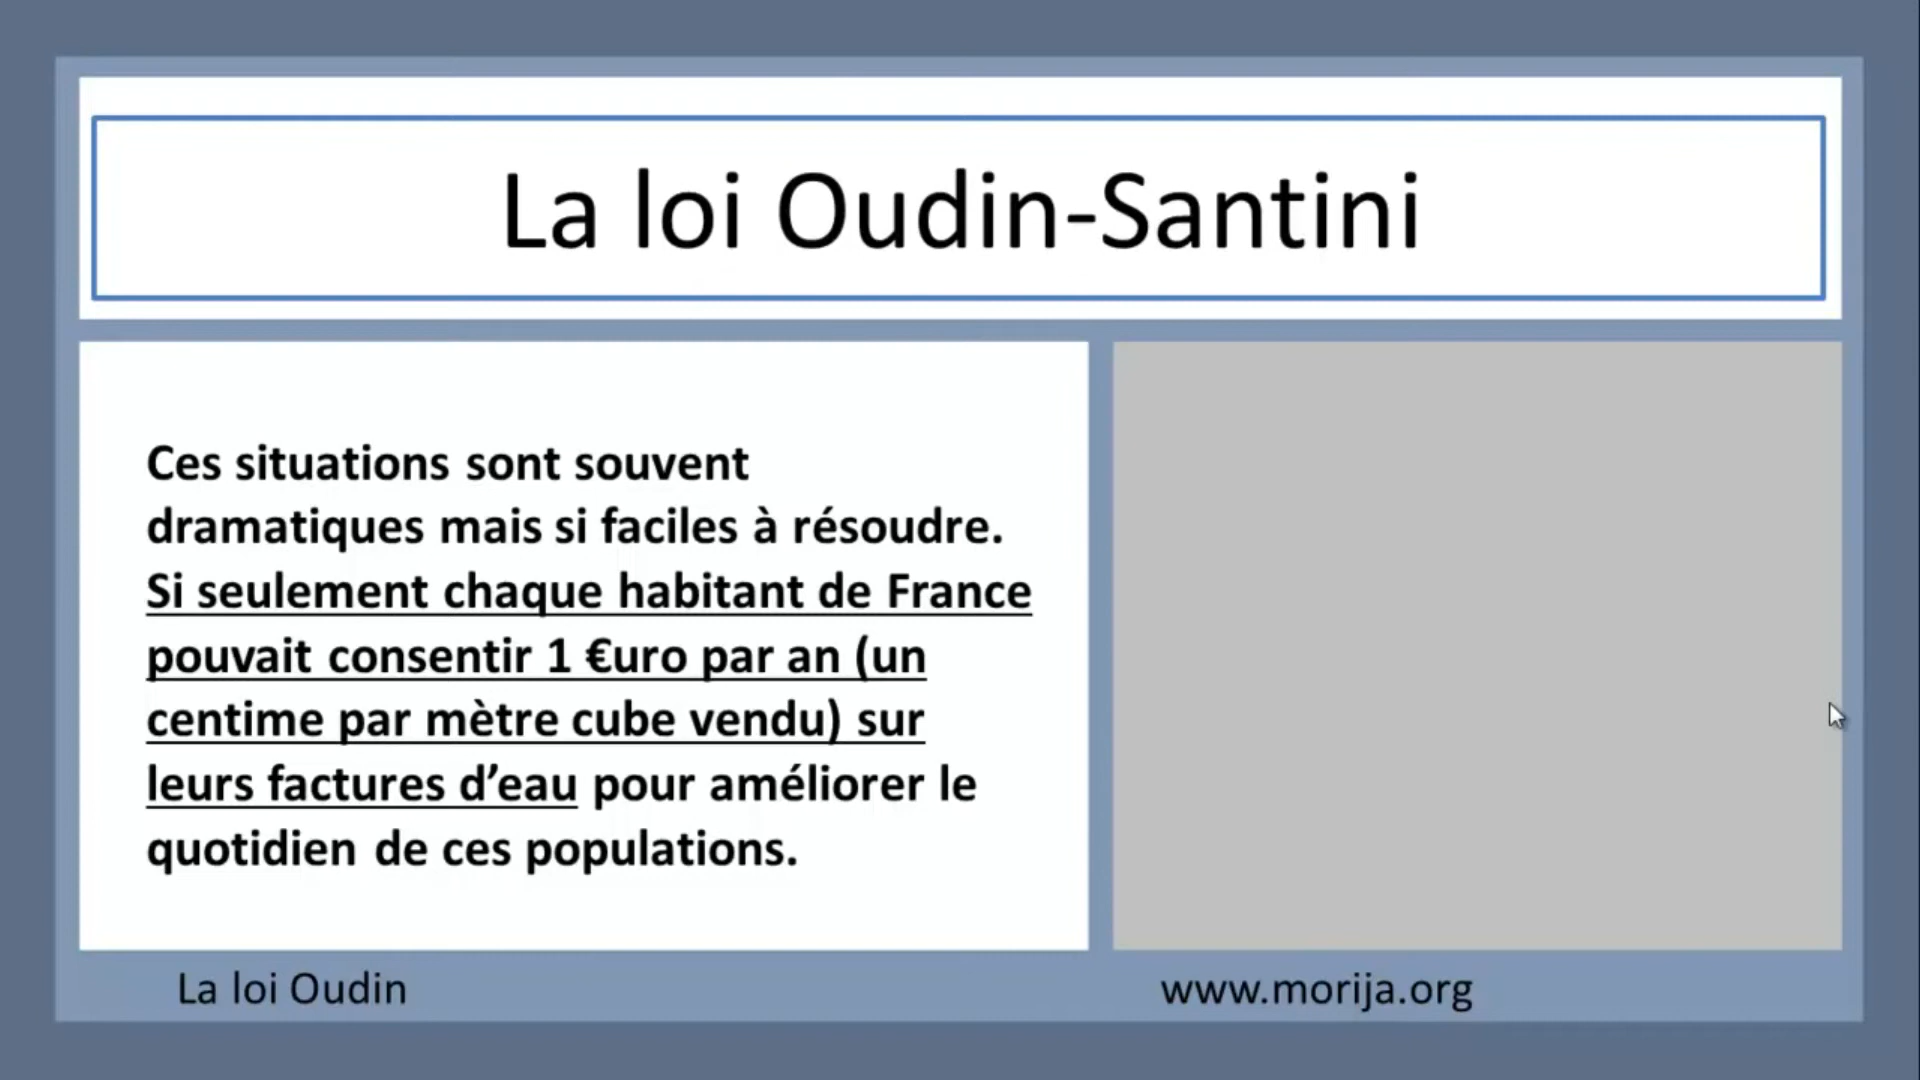 La loi Oudin-Santini
Ces situations sont souvent
dramatiques mais si faciles à résoudre.
Si seulement chaque habitant de France
pouvait consentir 1 €uro par an (un
centime par mètre cube vendu) sur
leurs factures d’eau pour améliorer le
quotidien de ces populations.
La loi Oudin
www.morija.org